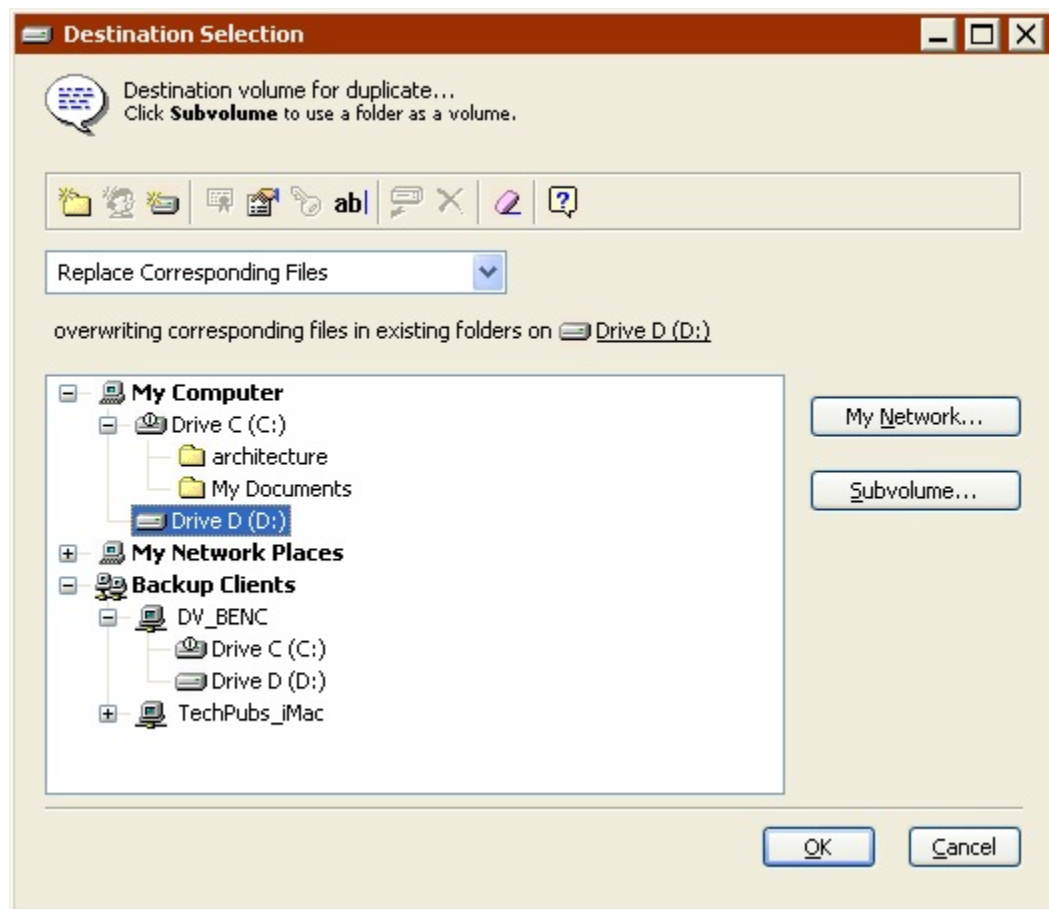 Destination Selection
Destination volume for duplicate...
Click Subvolume to use a folder as a volume.
ab|
Replace Corresponding Files
overwriting corresponding files in existing folders on Drive D (D:)
My Computer
Drive C (C:)
architecture
My Documents
Drive D (D:)
My Network Places
Backup Clients
DV_BENC
Drive C (C:)
Drive D (D:)
TechPubs_iMac
My Network...
Subvolume...
OK
Cancel